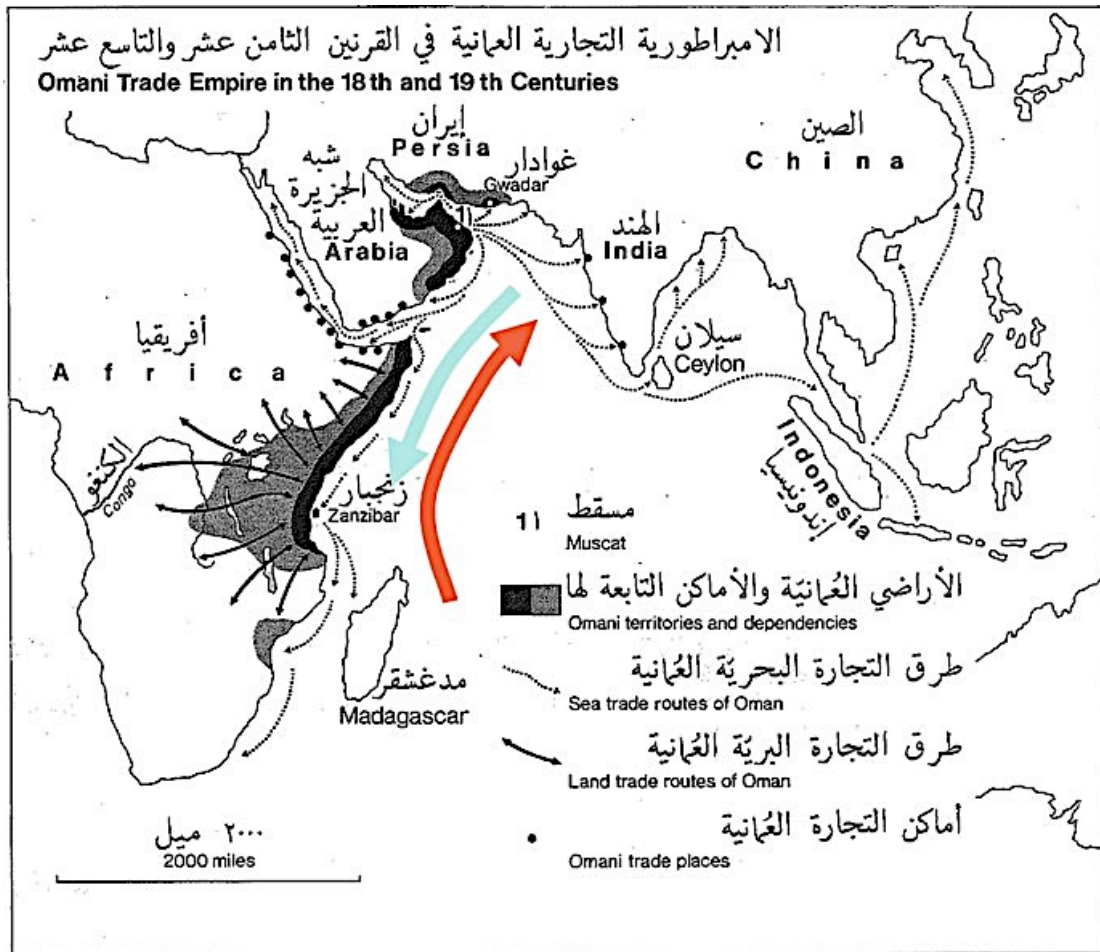 الامبراطورية التجارية العمانية في القرنين الثامن عشر والتاسع عشر
Omani Trade Empire in the 18th and 19th Centuries
إيران
Persia
غوادار
Gwadar
شبه
الجزيرة
العربية
Arabia
الصين
China
الهند
India
سيلان
Ceylon
أفريقيا
Africa
الكنغو
Congo
زنجبار
Zanzibar
Indonesia
إندونيسيا
مدغشقر
Madagascar
1ا مسقط
Muscat
الأراضي العُمانيّة والأماكن التابعة لها
Omani territories and dependencies
طرق التجارة البحريّة العُمانية
Sea trade routes of Oman
طرق التجارة البريّة العُمانية
Land trade routes of Oman
أماكن التجارة العُمانية
Omani trade places
٢٠٠٠ ميل
2000 miles